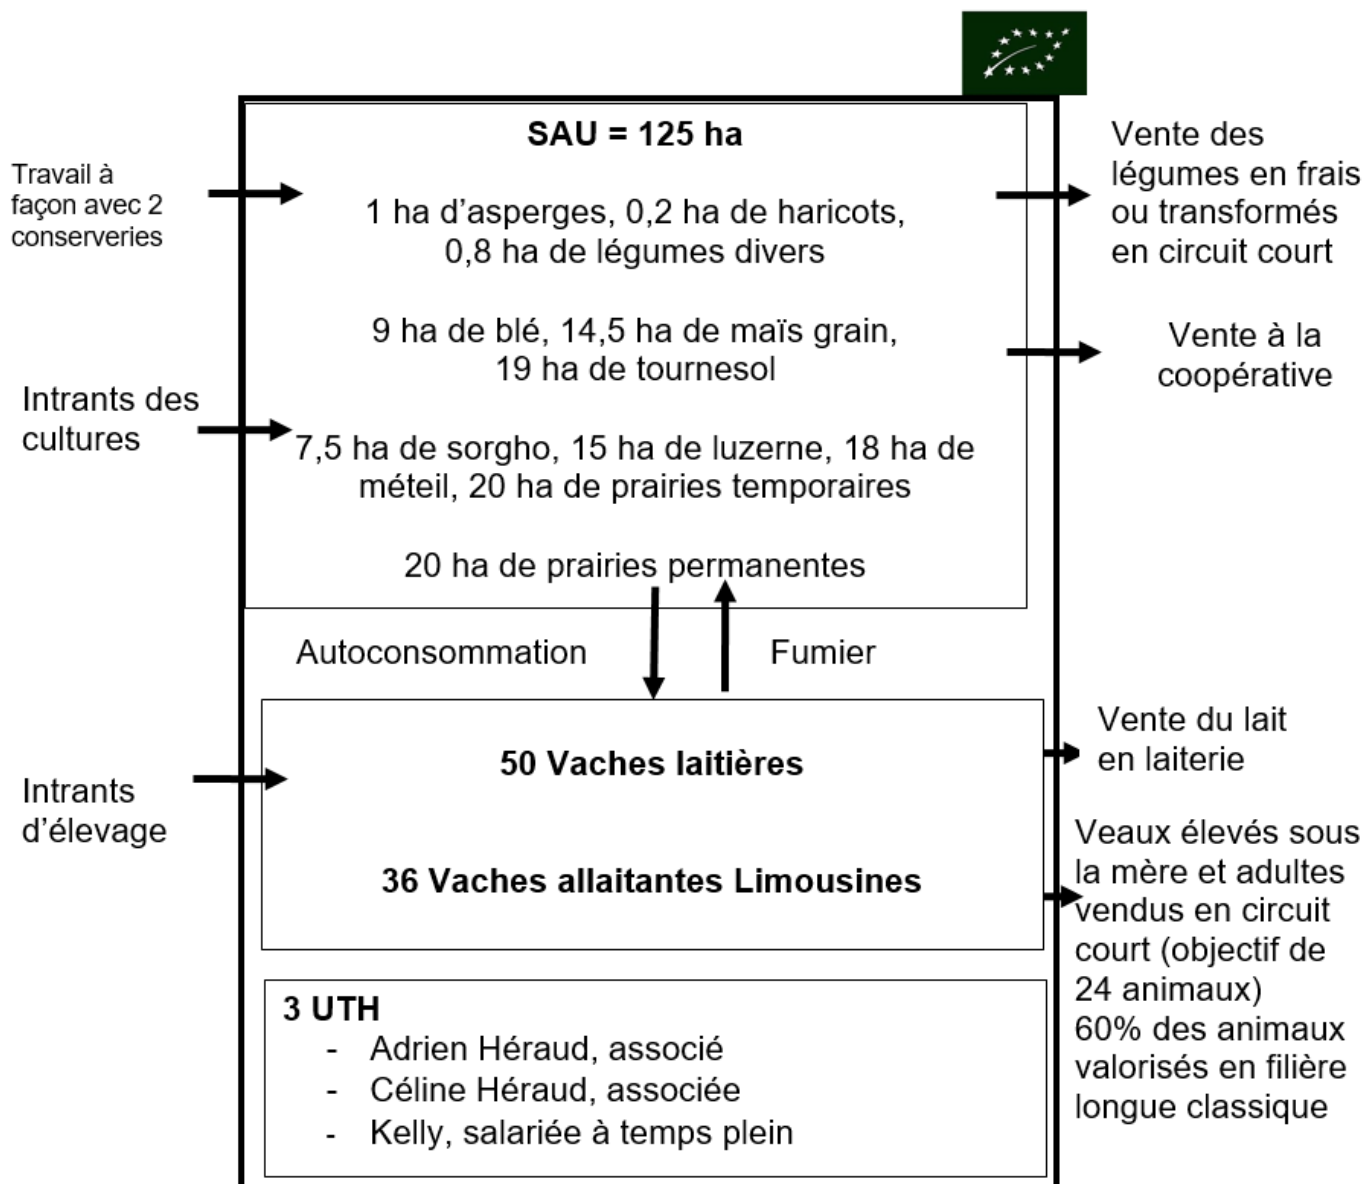 SAU = 125 ha
Travail à
façon avec 2
conserveries
1 ha d'asperges, 0,2 ha de haricots,
0,8 ha de légumes divers
Vente des
légumes en frais
ou transformés
en circuit court
9 ha de blé, 14,5 ha de maïs grain,
19 ha de tournesol
Vente à la
coopérative
Intrants des
cultures
7,5 ha de sorgho, 15 ha de luzerne, 18 ha de
méteil, 20 ha de prairies temporaires
20 ha de prairies permanentes
Autoconsommation
Fumier
50 Vaches laitières
36 Vaches allaitantes Limousines
Intrants
d'élevage
Vente du lait
en laiterie
Veaux élevés sous
la mère et adultes
vendus en circuit
court (objectif de
24 animaux)
60% des animaux
valorisés en filière
longue classique
3 UTH
- Adrien Héraud, associé
- Céline Héraud, associée
- Kelly, salariée à temps plein